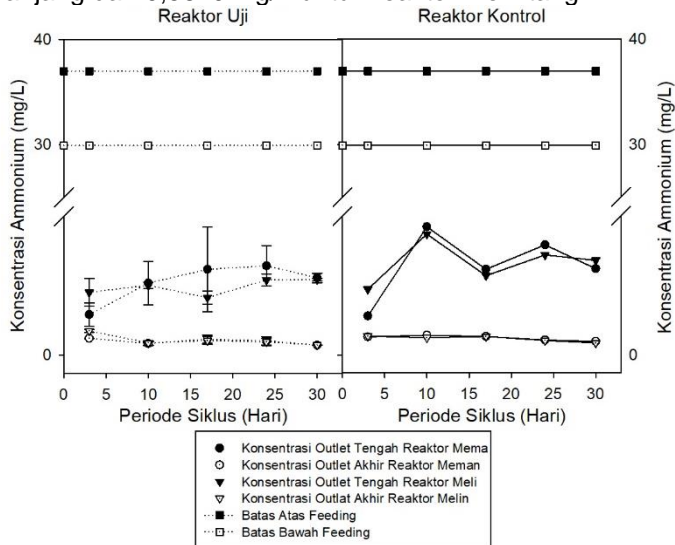 Reaktor Uji
Reaktor Kontrol
40
30
0
Konsentrasi Ammonium (mg/L)
40
30
0
Konsentrasi Ammonium (mg/L)
0 5 10 15 20 25 30
0 5 10 15 20 25 30
Periode Siklus (Hari)
Periode Siklus (Hari)
Konsentrasi Outlet Tengah Reaktor Mema
Konsentrasi Outlet Akhir Reaktor Meman
Konsentrasi Outlet Tengah Reaktor Meli
Konsentrasi Outlat Akhir Reaktor Melin
Batas Atas Feeding
Batas Bawah Feeding